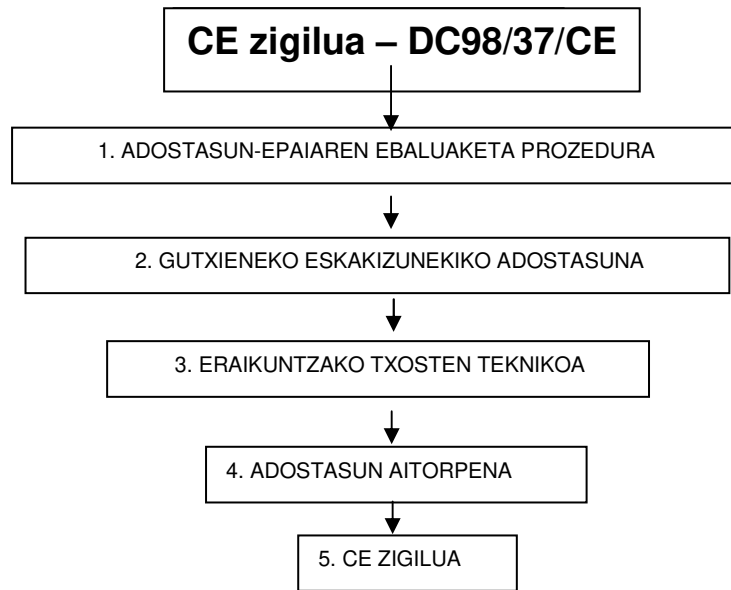 CE zigilua – DC98/37/CE
1. ADOSTASUN-EPAIAREN EBALUAKETA PROZEDURA
2. GUTXIENEKO ESKAKIZUNEKIKO ADOSTASUNA
3. ERAIKUNTZAKO TXOSTEN TEKNIKOA
4. ADOSTASUN AITORPENA
5. CE ZIGILUA